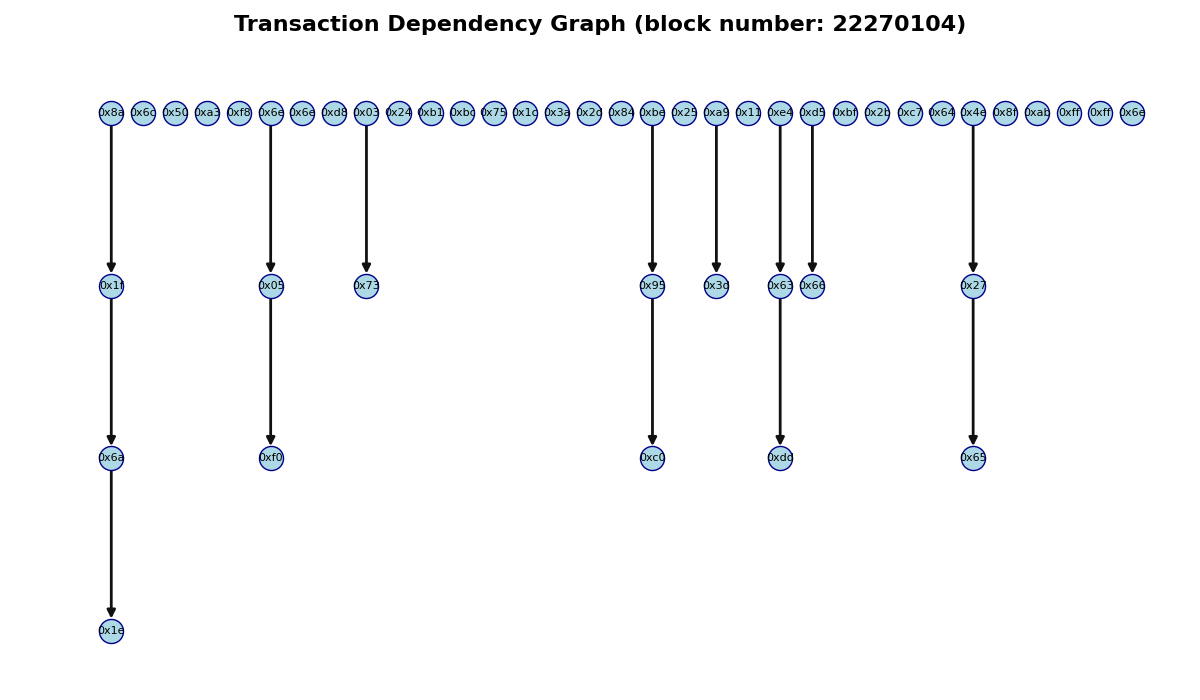 Transaction Dependency Graph (block number: 22270104)
0x8a 0x6c 0x50 0xa3 0xf8 0x6e 0x6e 0xd8 0x03 0x24 0xb1 0xbc 0x75 0x1c 0x3a 0x2d 0x84 0xbe 0x25 0xa9 0x11 0xe4 0xd5 0xbf 0x2b 0xc7 0x64 0x4e 0x8f 0xab 0xff 0xff 0x6e
0x1f 0x05 0x73 0x95 0x3d 0x63 0x66 0x27
0x6a 0xf0 0xc0 0xdd 0x65
0x1e